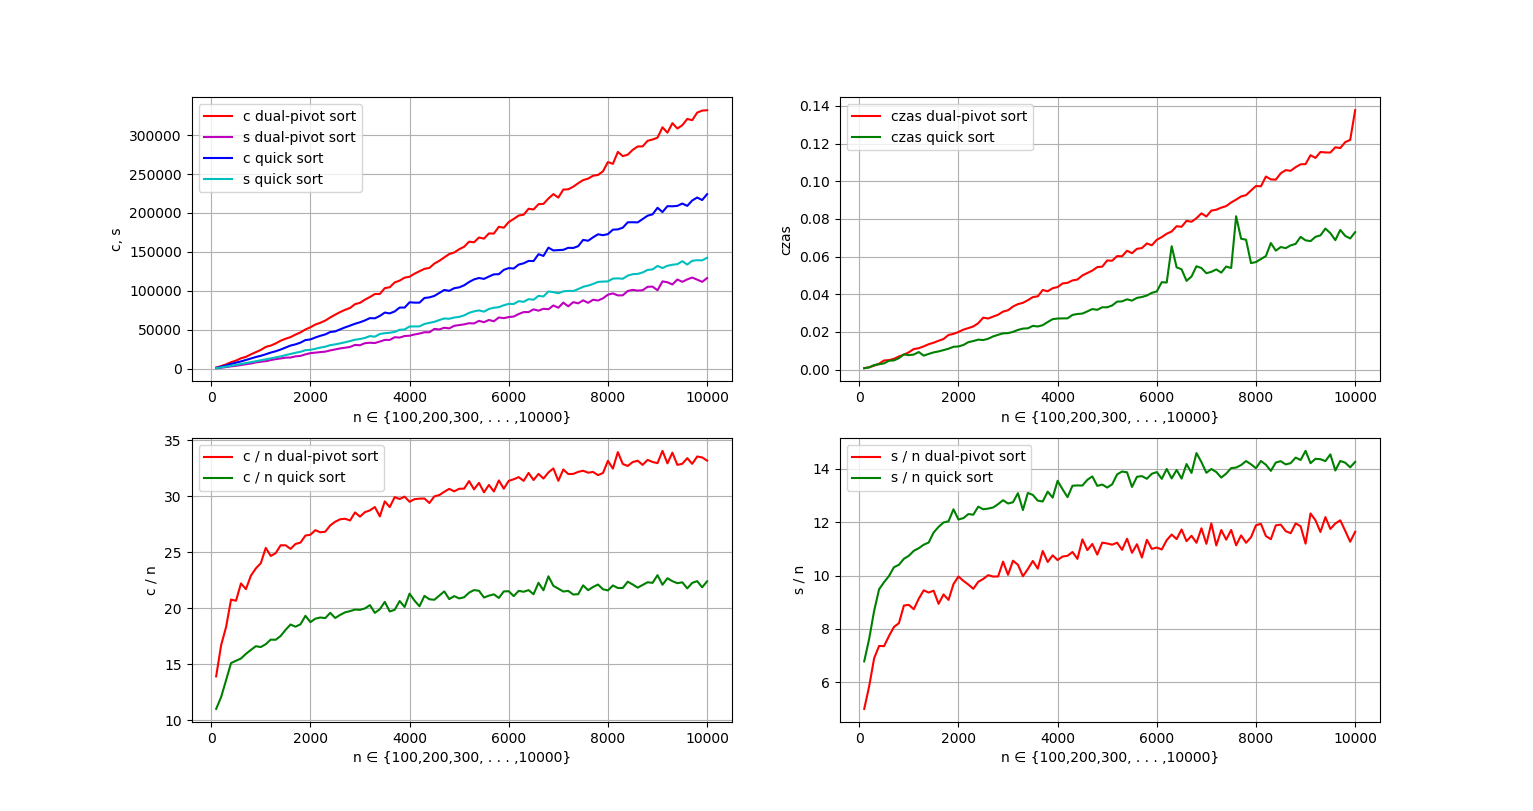 c dual-pivot sort
s dual-pivot sort
c quick sort
s quick sort
c, s
300000
250000
200000
150000
100000
50000
0
0 2000 4000 6000 8000 10000
n ∈ {100,200,300, . . . ,10000}
czas dual-pivot sort
czas quick sort
czas
0.14
0.12
0.10
0.08
0.06
0.04
0.02
0.00
0 2000 4000 6000 8000 10000
n ∈ {100,200,300, . . . ,10000}
c / n dual-pivot sort
c / n quick sort
c / n
35
30
25
20
15
10
0 2000 4000 6000 8000 10000
n ∈ {100,200,300, . . . ,10000}
s / n dual-pivot sort
s / n quick sort
s / n
14
12
10
8
6
0 2000 4000 6000 8000 10000
n ∈ {100,200,300, . . . ,10000}